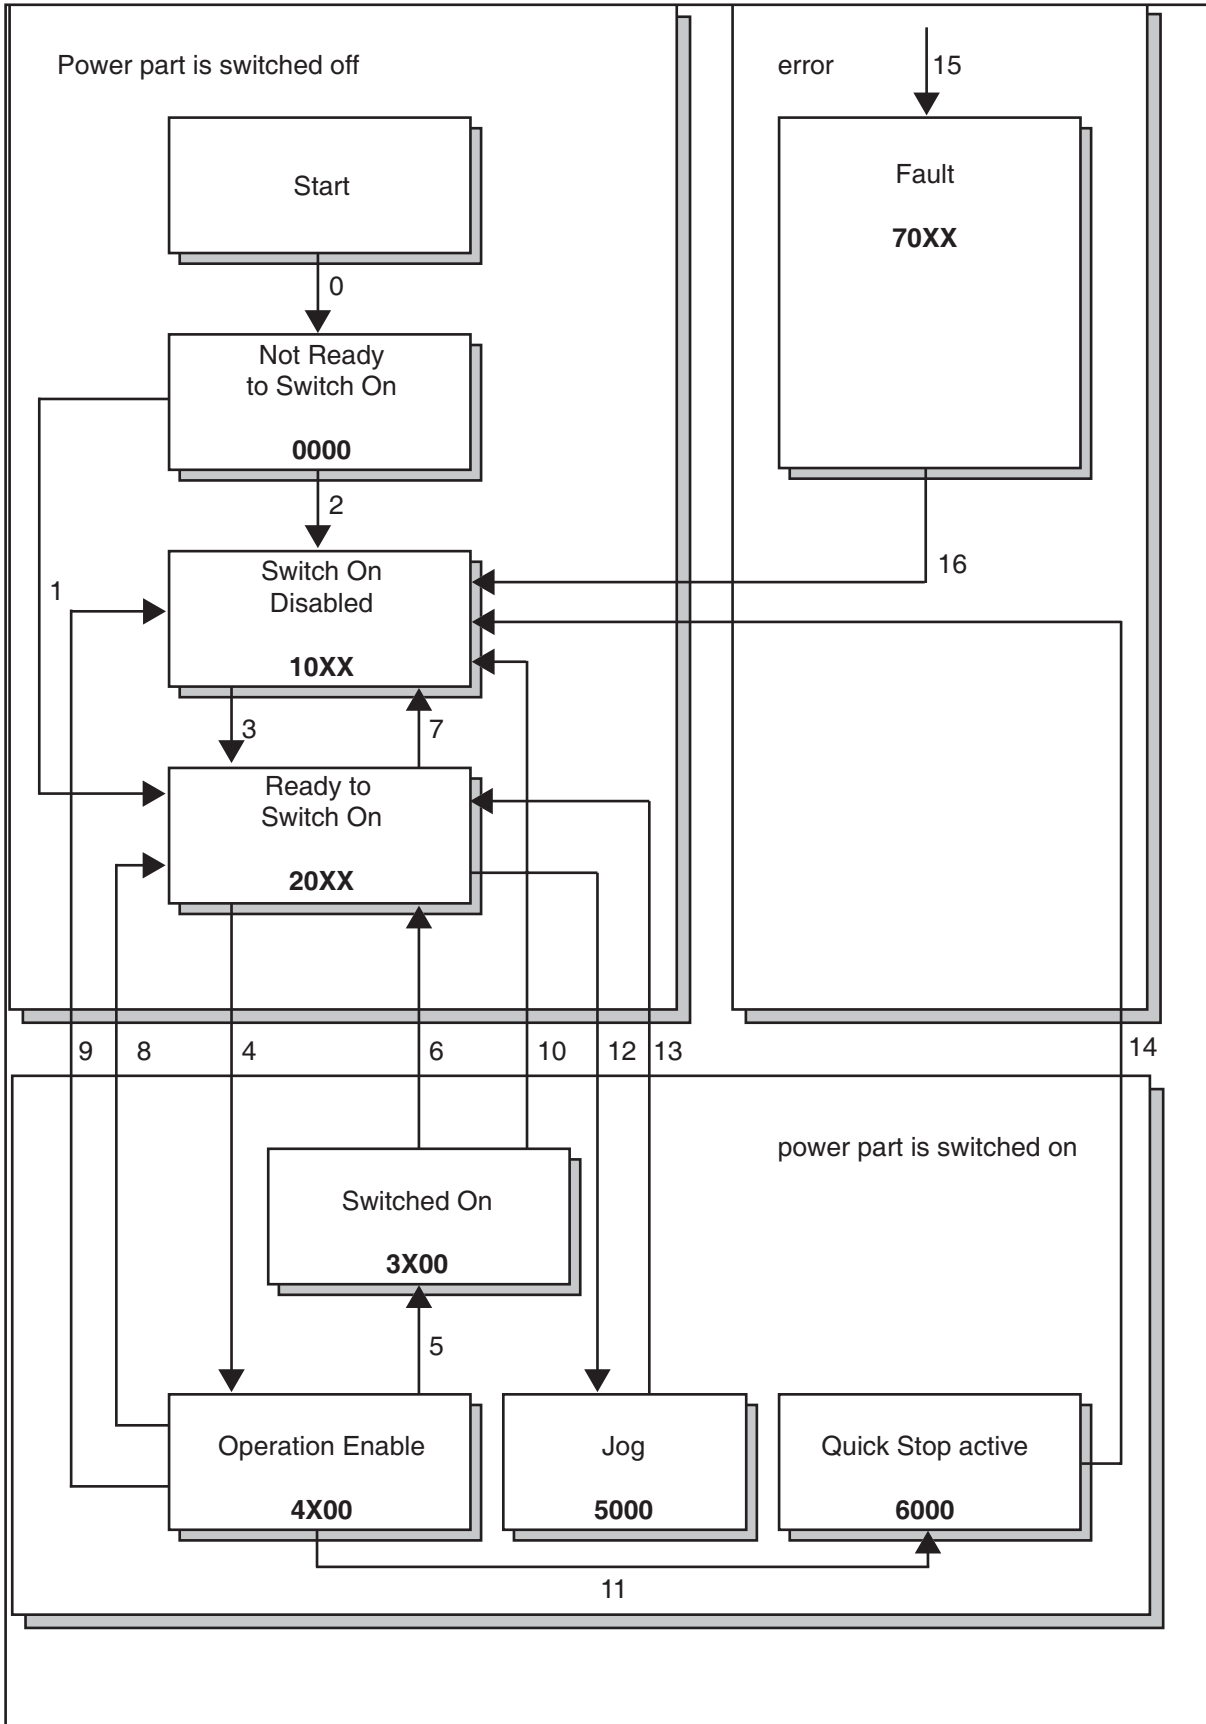 Power part is switched off
error
15
Start
Fault
70XX
0
Not Ready
to Switch On
0000
2
16
1
Switch On
Disabled
10XX
3
7
Ready to
Switch On
20XX
9
8
4
6
10
12
13
14
power part is switched on
Switched On
3X00
5
Operation Enable
4X00
Jog
5000
Quick Stop active
6000
11